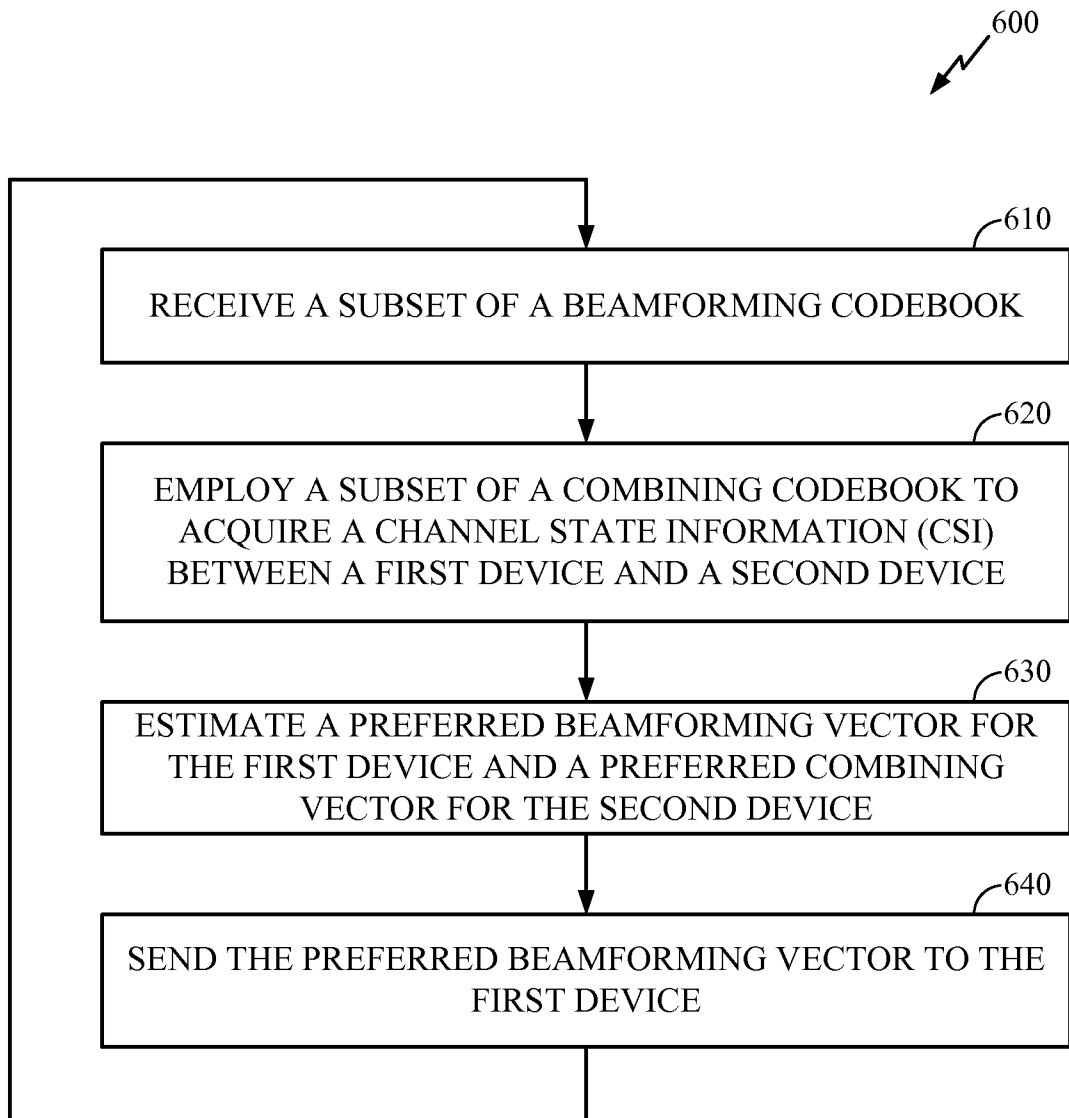 600
610
RECEIVE A SUBSET OF A BEAMFORMING CODEBOOK
620
EMPLOY A SUBSET OF A COMBINING CODEBOOK TO
ACQUIRE A CHANNEL STATE INFORMATION (CSI)
BETWEEN A FIRST DEVICE AND A SECOND DEVICE
630
ESTIMATE A PREFERRED BEAMFORMING VECTOR FOR
THE FIRST DEVICE AND A PREFERRED COMBINING
VECTOR FOR THE SECOND DEVICE
640
SEND THE PREFERRED BEAMFORMING VECTOR TO THE
FIRST DEVICE